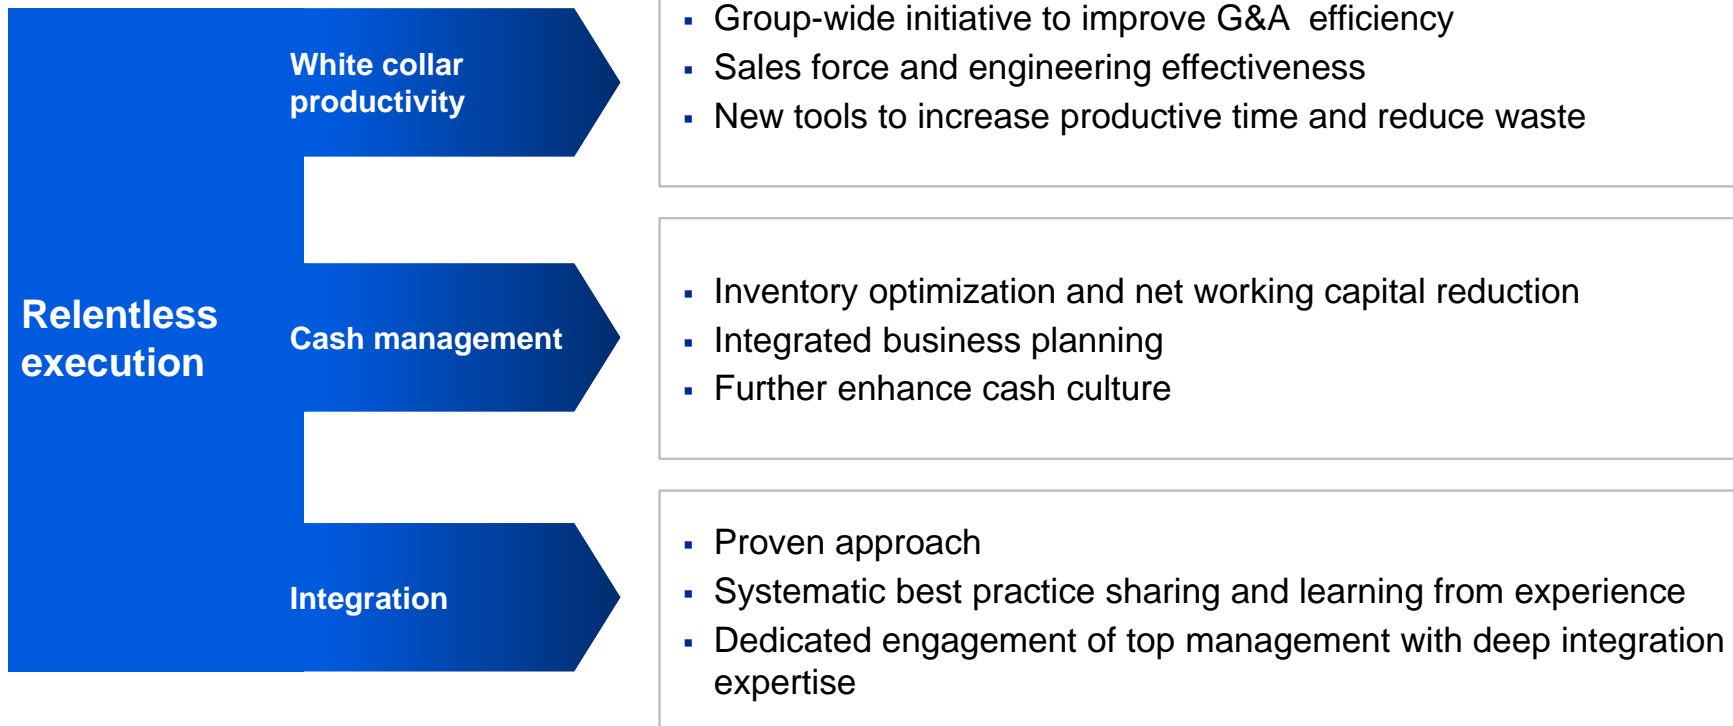 Relentless
execution
White collar
productivity
▪ Group-wide initiative to improve G&A  efficiency
▪ Sales force and engineering effectiveness
▪ New tools to increase productive time and reduce waste
Cash management
▪ Inventory optimization and net working capital reduction
▪ Integrated business planning
▪ Further enhance cash culture
Integration
▪ Proven approach
▪ Systematic best practice sharing and learning from experience
▪ Dedicated engagement of top management with deep integration
expertise